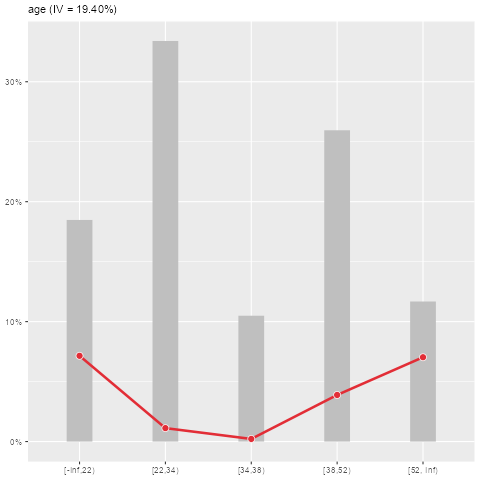 age (IV = 19.40%)
30%
20%
10%
0%
[-Inf,22)
[22,34)
[34,38)
[38,52)
[52, Inf)